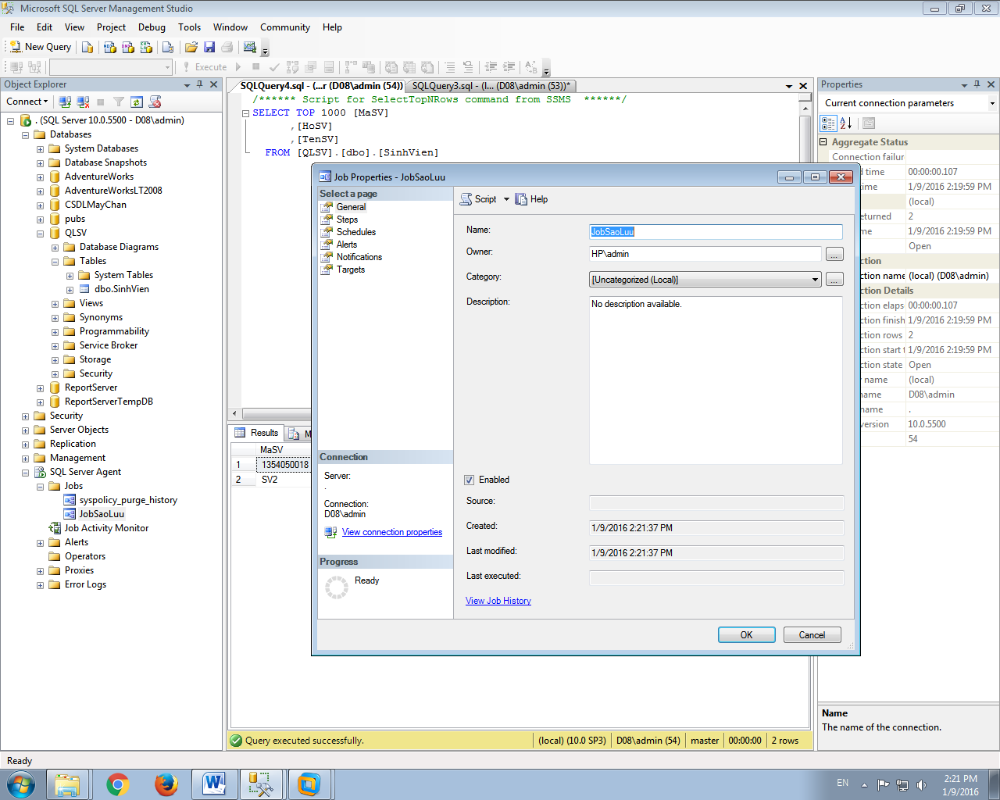 Microsoft SQL Server Management Studio
File Edit View Project Debug Tools Window Community Help
New Query
Execute
Object Explorer
Connect
. (SQL Server 10.0.5500 - D08\admin)
Databases
System Databases
Database Snapshots
AdventureWorks
AdventureWorksLT2008
CSDLMayChan
pubs
QLSV
Database Diagrams
Tables
System Tables
dbo.SinhVien
Views
Synonyms
Programmability
Service Broker
Storage
Security
ReportServer
ReportServerTempDB
Security
Server Objects
Replication
Management
SQL Server Agent
Jobs
syspolicy_purge_history
JobSaoLuu
Job Activity Monitor
Alerts
Operators
Proxies
Error Logs
SQLQuery4.sql - (...r (D08\admin (54)) SQLQuery3.sql - (l... (D08\admin (53))*
/****** Script for SelectTopNRows command from SSMS ******/
SELECT TOP 1000 [MaSV]
,[HoSV]
,[TenSV]
FROM [QLSV].[dbo].[SinhVien]
Results M
MaSV
1 1354050018
2 SV2
Job Properties - JobSaoLuu
Select a page
General
Steps
Schedules
Alerts
Notifications
Targets
Connection
Server:
.
Connection:
D08\admin
View connection properties
Progress
Ready
Script Help
Name: JobSaoLuu
Owner: HP\admin ...
Category: [Uncategorized (Local)] ...
Description: No description available.
Enabled
Source:
Created: 1/9/2016 2:21:37 PM
Last modified: 1/9/2016 2:21:37 PM
Last executed:
View Job History
OK Cancel
Properties
Current connection parameters
Aggregate Status
Connection failur
d time 00:00:00.107
time 1/9/2016 2:19:59 PM
(local)
eturned 2
me 1/9/2016 2:19:59 PM
Open
ction
ction name (local) (D08\admin)
ction Details
ction elaps 00:00:00.107
ction finish 1/9/2016 2:19:59 PM
ction rows 2
ction start t 1/9/2016 2:19:59 PM
ction state Open
name (local)
ame D08\admin
name .
version 10.0.5500
54
Name
The name of the connection.
Query executed successfully. (local) (10.0 SP3) D08\admin (54) master 00:00:00 2 rows
Ready
EN 2:21 PM
1/9/2016